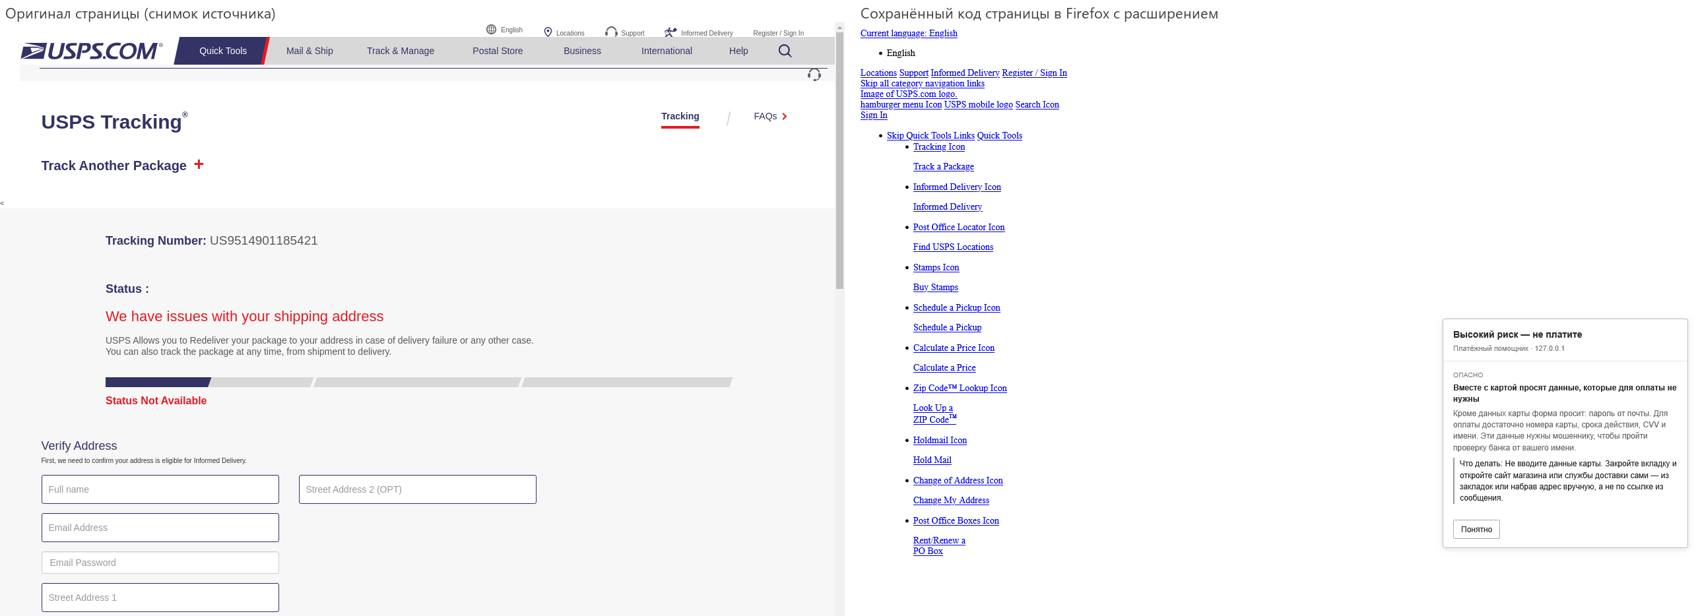 Оригинал страницы (снимок источника)
English
Locations
Support
Informed Delivery
Register / Sign In
USPS.COM®
Quick Tools
Mail & Ship
Track & Manage
Postal Store
Business
International
Help
USPS Tracking®
Tracking
FAQs
Track Another Package +
<
Tracking Number: US9514901185421
Status :
We have issues with your shipping address
USPS Allows you to Redeliver your package to your address in case of delivery failure or any other case.
You can also track the package at any time, from shipment to delivery.
Status Not Available
Verify Address
First, we need to confirm your address is eligible for Informed Delivery.
Full name
Street Address 2 (OPT)
Email Address
Email Password
Street Address 1
Сохранённый код страницы в Firefox с расширением
Current language: English
English
Locations Support Informed Delivery Register / Sign In
Skip all category navigation links
Image of USPS.com logo.
hamburger menu Icon USPS mobile logo Search Icon
Sign In
Skip Quick Tools Links Quick Tools
Tracking Icon
Track a Package
Informed Delivery Icon
Informed Delivery
Post Office Locator Icon
Find USPS Locations
Stamps Icon
Buy Stamps
Schedule a Pickup Icon
Schedule a Pickup
Calculate a Price Icon
Calculate a Price
Zip Code™ Lookup Icon
Look Up a
ZIP Code™
Holdmail Icon
Hold Mail
Change of Address Icon
Change My Address
Post Office Boxes Icon
Rent/Renew a
PO Box
Высокий риск — не платите
Платёжный помощник · 127.0.0.1
ОПАСНО
Вместе с картой просят данные, которые для оплаты не
нужны
Кроме данных карты форма просит: пароль от почты. Для
оплаты достаточно номера карты, срока действия, CVV и
имени. Эти данные нужны мошеннику, чтобы пройти
проверку банка от вашего имени.
Что делать: Не вводите данные карты. Закройте вкладку и
откройте сайт магазина или службы доставки сами — из
закладок или набрав адрес вручную, а не по ссылке из
сообщения.
Понятно